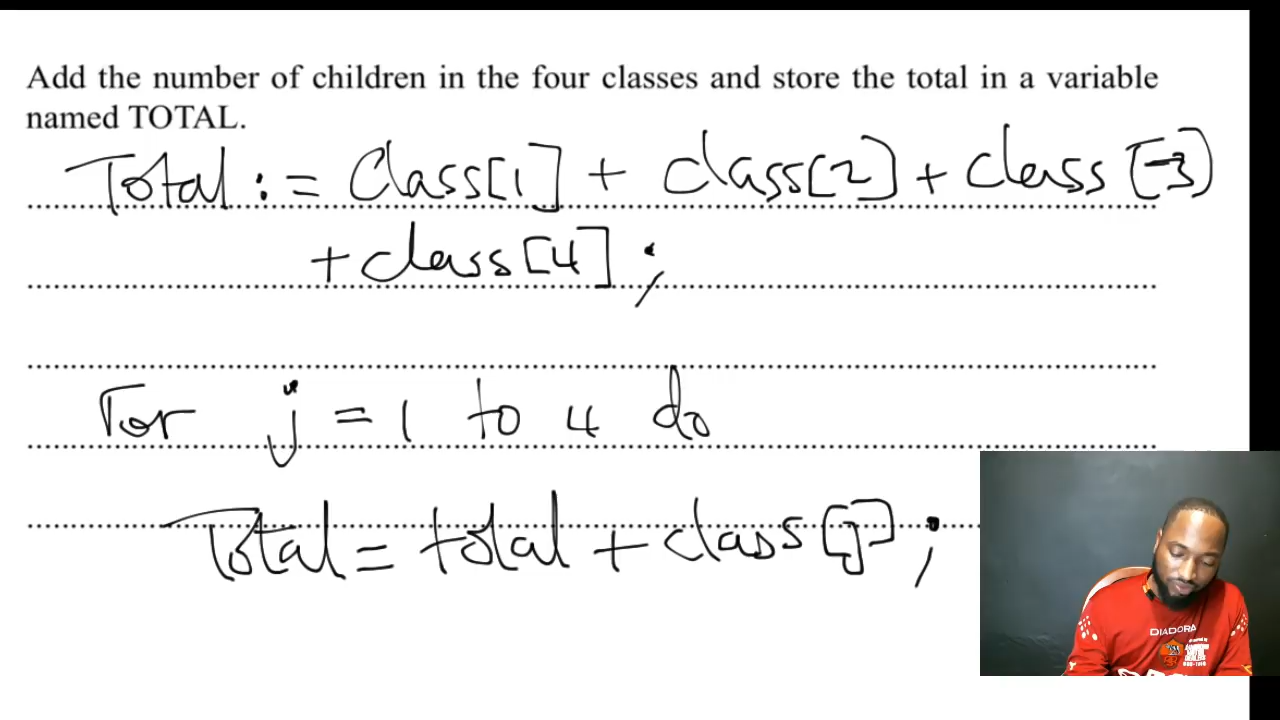 Add the number of children in the four classes and store the total in a variable
named TOTAL.
Total := Class[1] + class[2] + class [3]
+ class [4] ;
For j = 1 to 4 do
Total = total + class [j] ;
DIADORA